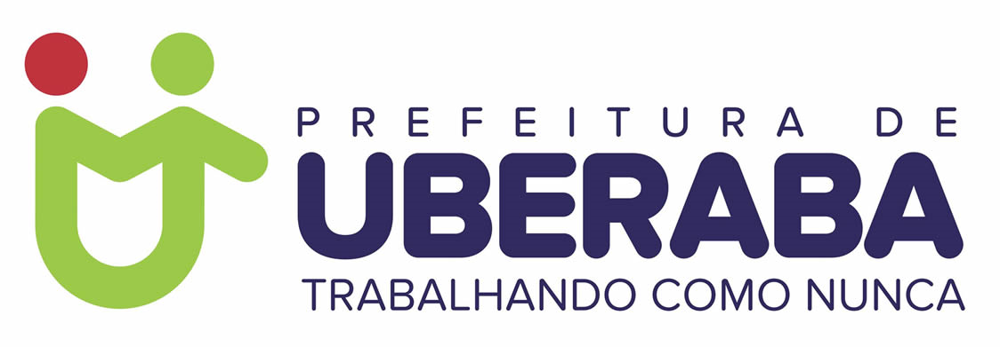 PREFEITURA DE
UBERABA
TRABALHANDO COMO NUNCA